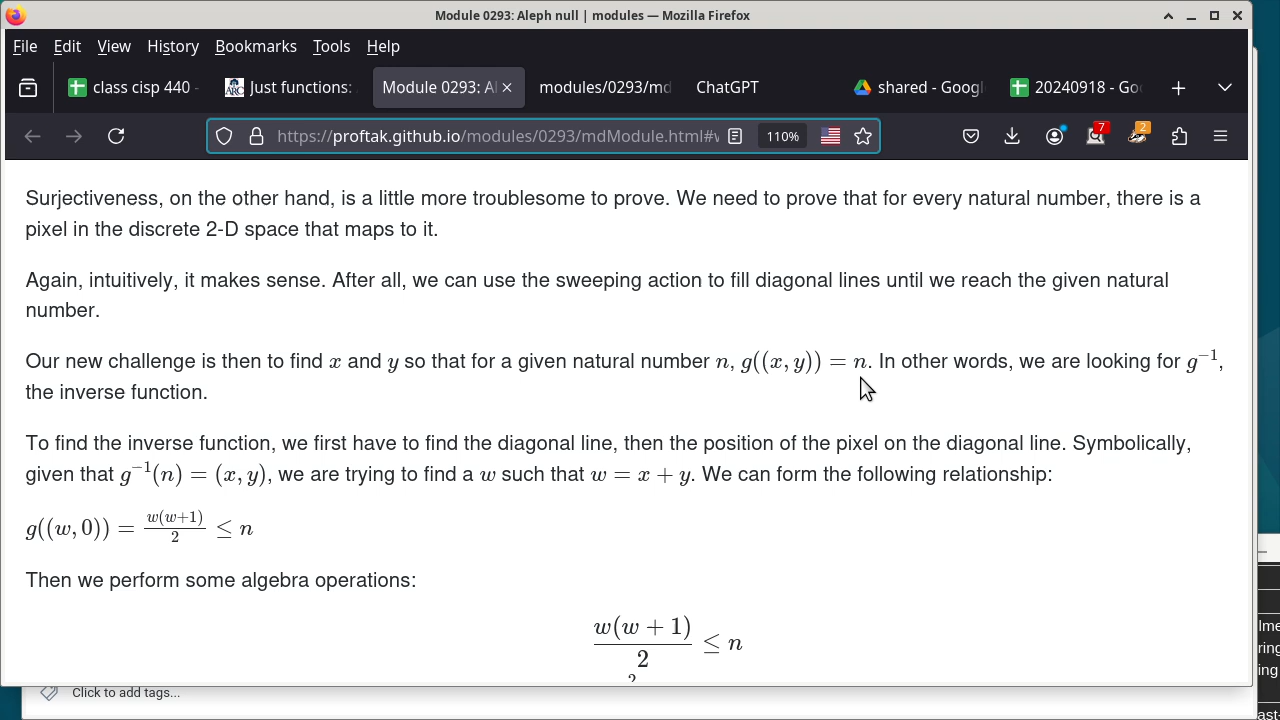 Module 0293: Aleph null | modules — Mozilla Firefox
File Edit View History Bookmarks Tools Help
class cisp 440 - Just functions: Module 0293: Al modules/0293/md ChatGPT shared - Googl 20240918 - Goo
https://proftak.github.io/modules/0293/mdModule.html# 110% 7 2
Surjectiveness, on the other hand, is a little more troublesome to prove. We need to prove that for every natural number, there is a
pixel in the discrete 2-D space that maps to it.
Again, intuitively, it makes sense. After all, we can use the sweeping action to fill diagonal lines until we reach the given natural
number.
Our new challenge is then to find x and y so that for a given natural number n, g((x, y)) = n. In other words, we are looking for g⁻¹,
the inverse function.
To find the inverse function, we first have to find the diagonal line, then the position of the pixel on the diagonal line. Symbolically,
given that g⁻¹(n) = (x, y), we are trying to find a w such that w = x + y. We can form the following relationship:
g((w, 0)) = w(w+1)/2 ≤ n
Then we perform some algebra operations:
w(w + 1)
2
≤ n
Click to add tags...